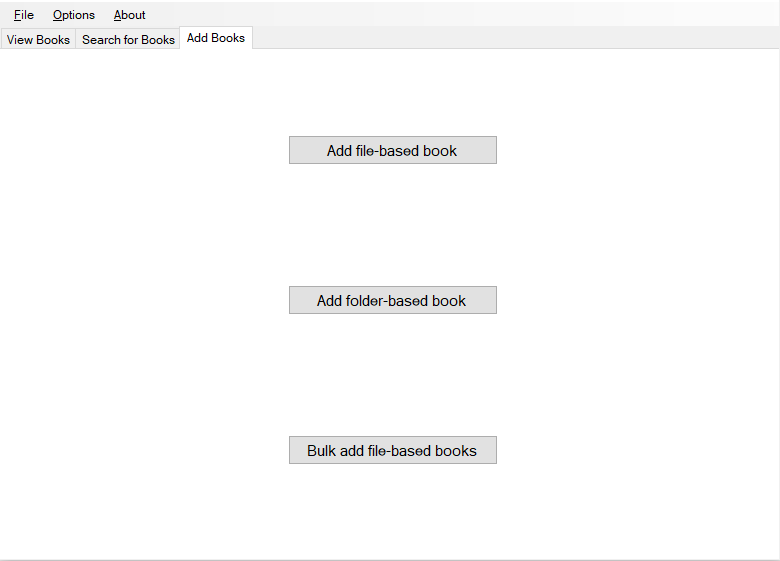 File Options About
View Books Search for Books Add Books
Add file-based book
Add folder-based book
Bulk add file-based books